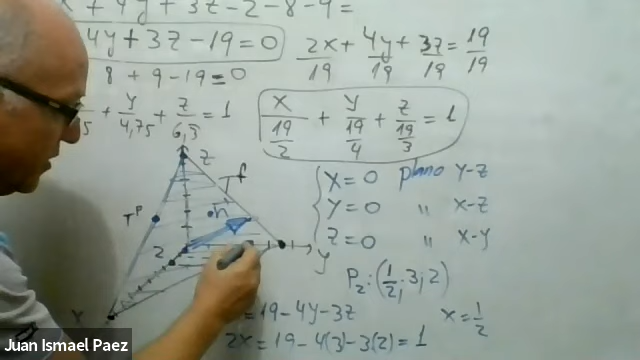 x + 4y + 3z - 2 - 8 - 9 =
4y + 3z - 19 = 0
2x/19 + 4y/19 + 3z/19 = 19/19
8 + 9 - 19 = 0
+ y/4,75 + z/6,3 = 1
x/(19/2) + y/(19/4) + z/(19/3) = 1
z
x = 0 plano y-z
y = 0 " x-z
z = 0 " x-y
n
2
y
x
P2: (1/2; 3; 2)
= 19 - 4y - 3z
x = 1/2
2x = 19 - 4(3) - 3(2) = 1
Juan Ismael Paez